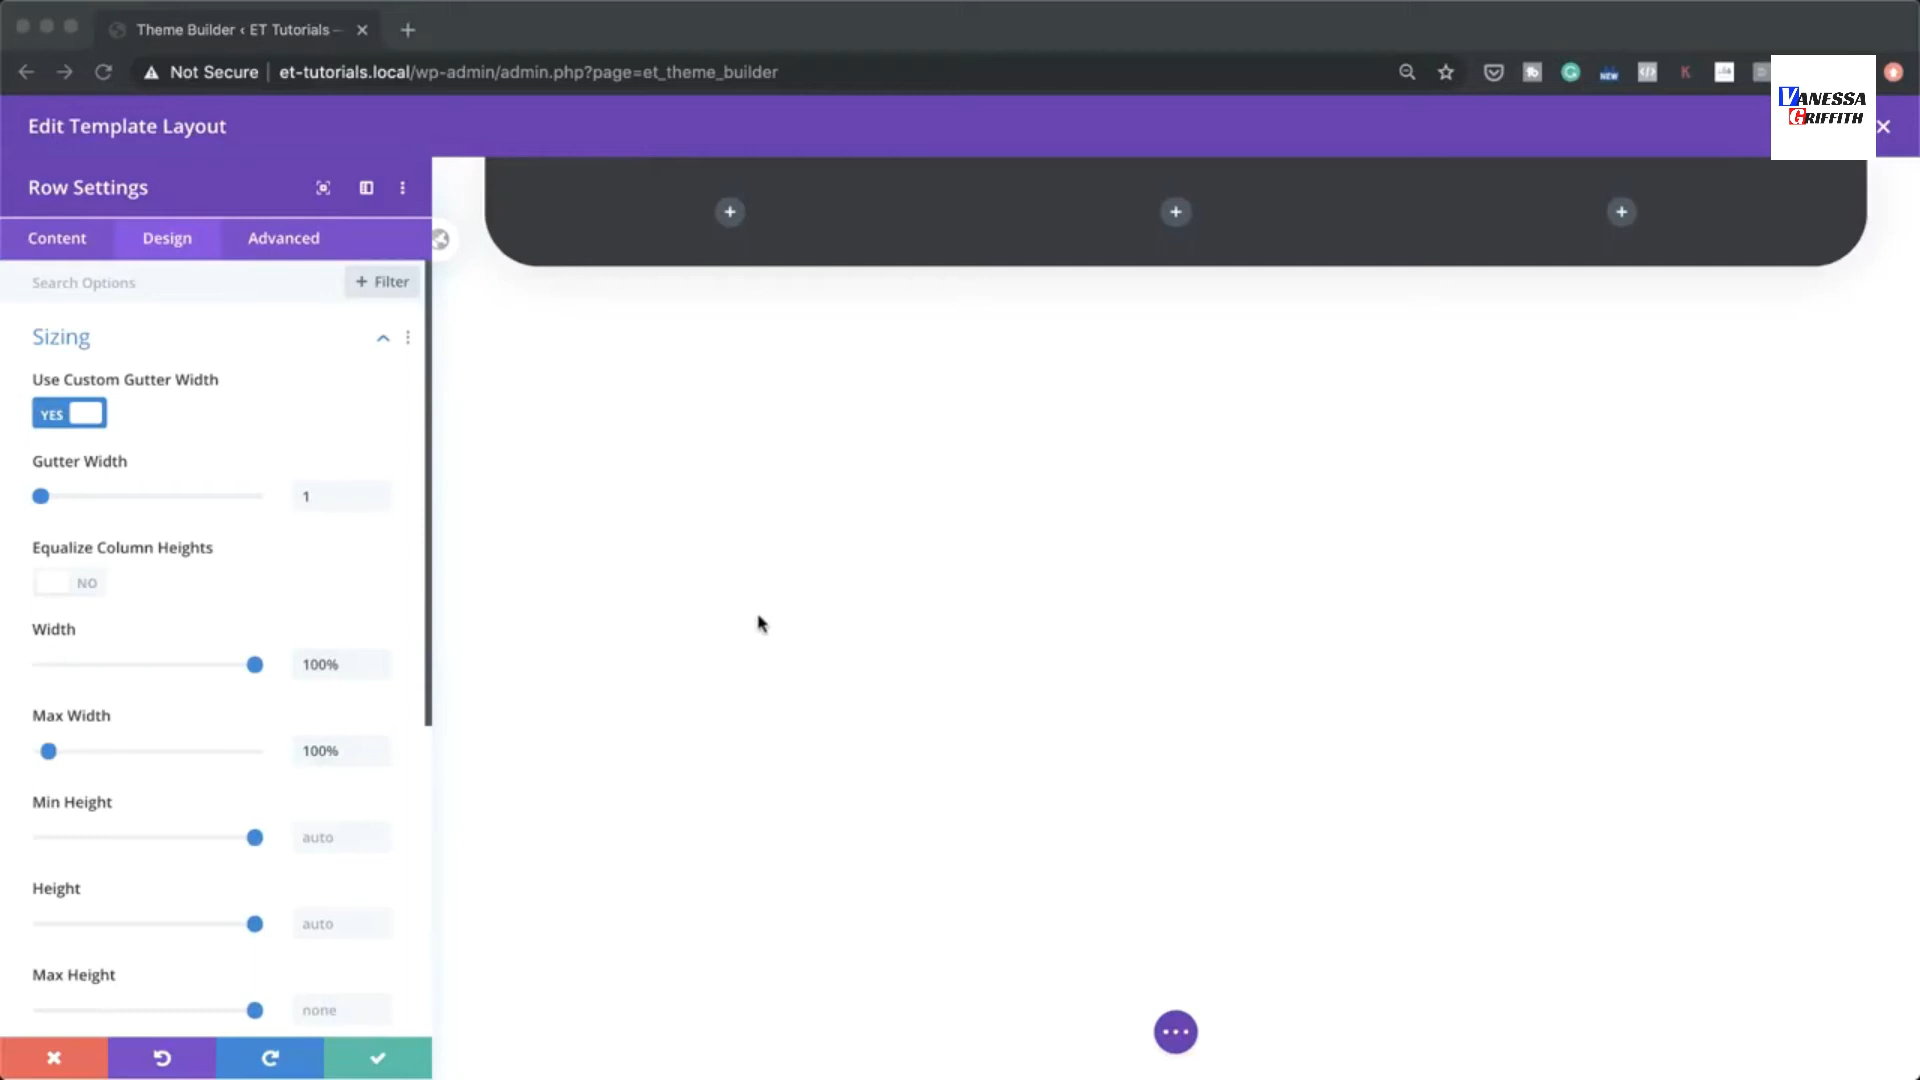 Theme Builder ‹ ET Tutorials —
Not Secure | et-tutorials.local/wp-admin/admin.php?page=et_theme_builder
NEW
K
VANESSA
GRIFFITH
Edit Template Layout
Row Settings
Content Design Advanced
Search Options + Filter
Sizing
Use Custom Gutter Width
YES
Gutter Width
1
Equalize Column Heights
NO
Width
100%
Max Width
100%
Min Height
auto
Height
auto
Max Height
none